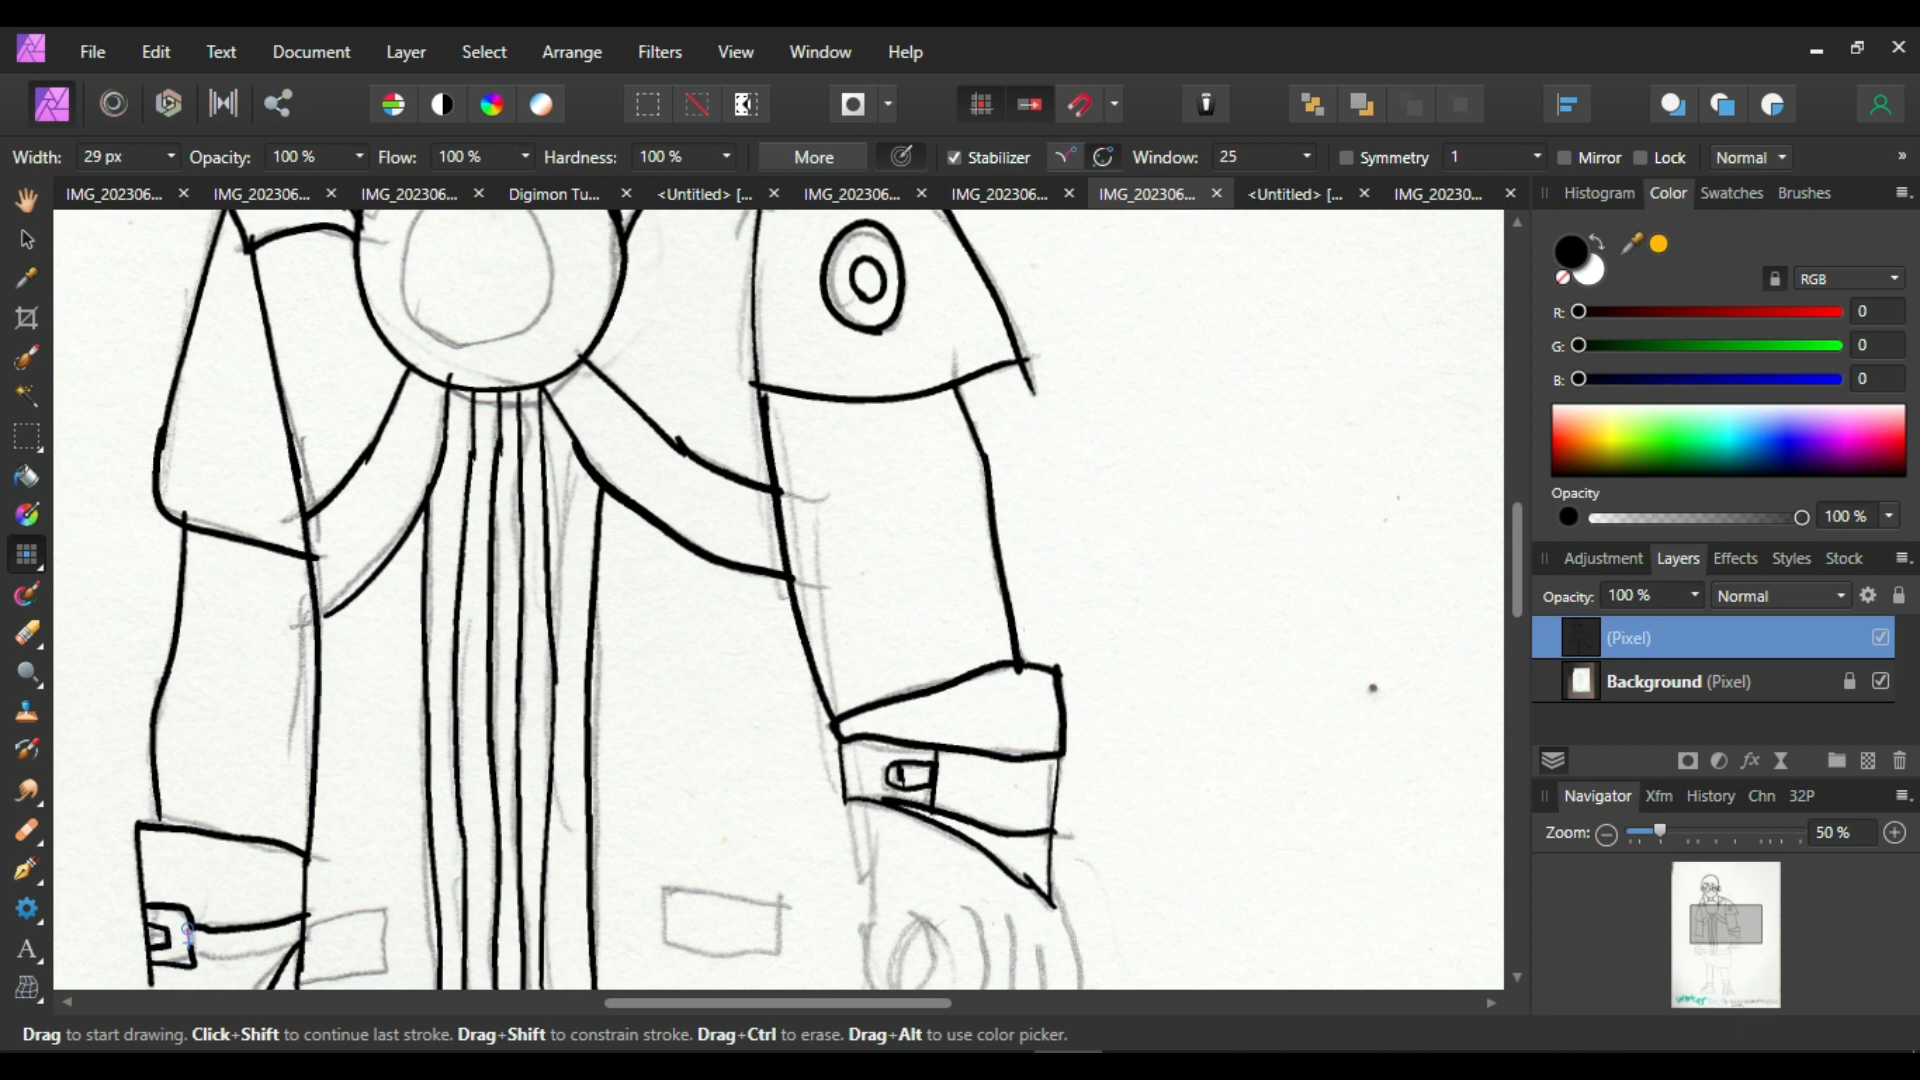 File Edit Text Document Layer Select Arrange Filters View Window Help
Width: 29 px Opacity: 100 % Flow: 100 % Hardness: 100 % More Stabilizer Window: 25 Symmetry 1 Mirror Lock Normal »
IMG_202306... IMG_202306... IMG_202306... Digimon Tu... <Untitled> [... IMG_202306... IMG_202306... IMG_202306... <Untitled> [... IMG_20230...
Histogram Color Swatches Brushes
RGB
R: 0
G: 0
B: 0
Opacity
100 %
Adjustment Layers Effects Styles Stock
Opacity: 100 % Normal
(Pixel)
Background (Pixel)
fx
Navigator Xfm History Chn 32P
Zoom: 50 %
A
Drag to start drawing. Click+Shift to continue last stroke. Drag+Shift to constrain stroke. Drag+Ctrl to erase. Drag+Alt to use color picker.